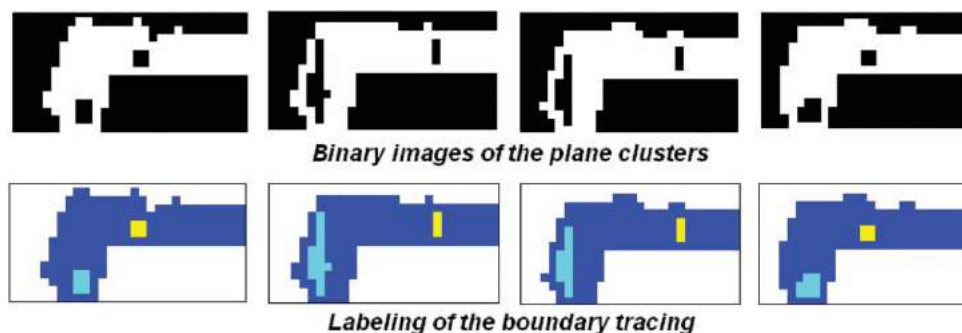 Binary images of the plane clusters
Labeling of the boundary tracing